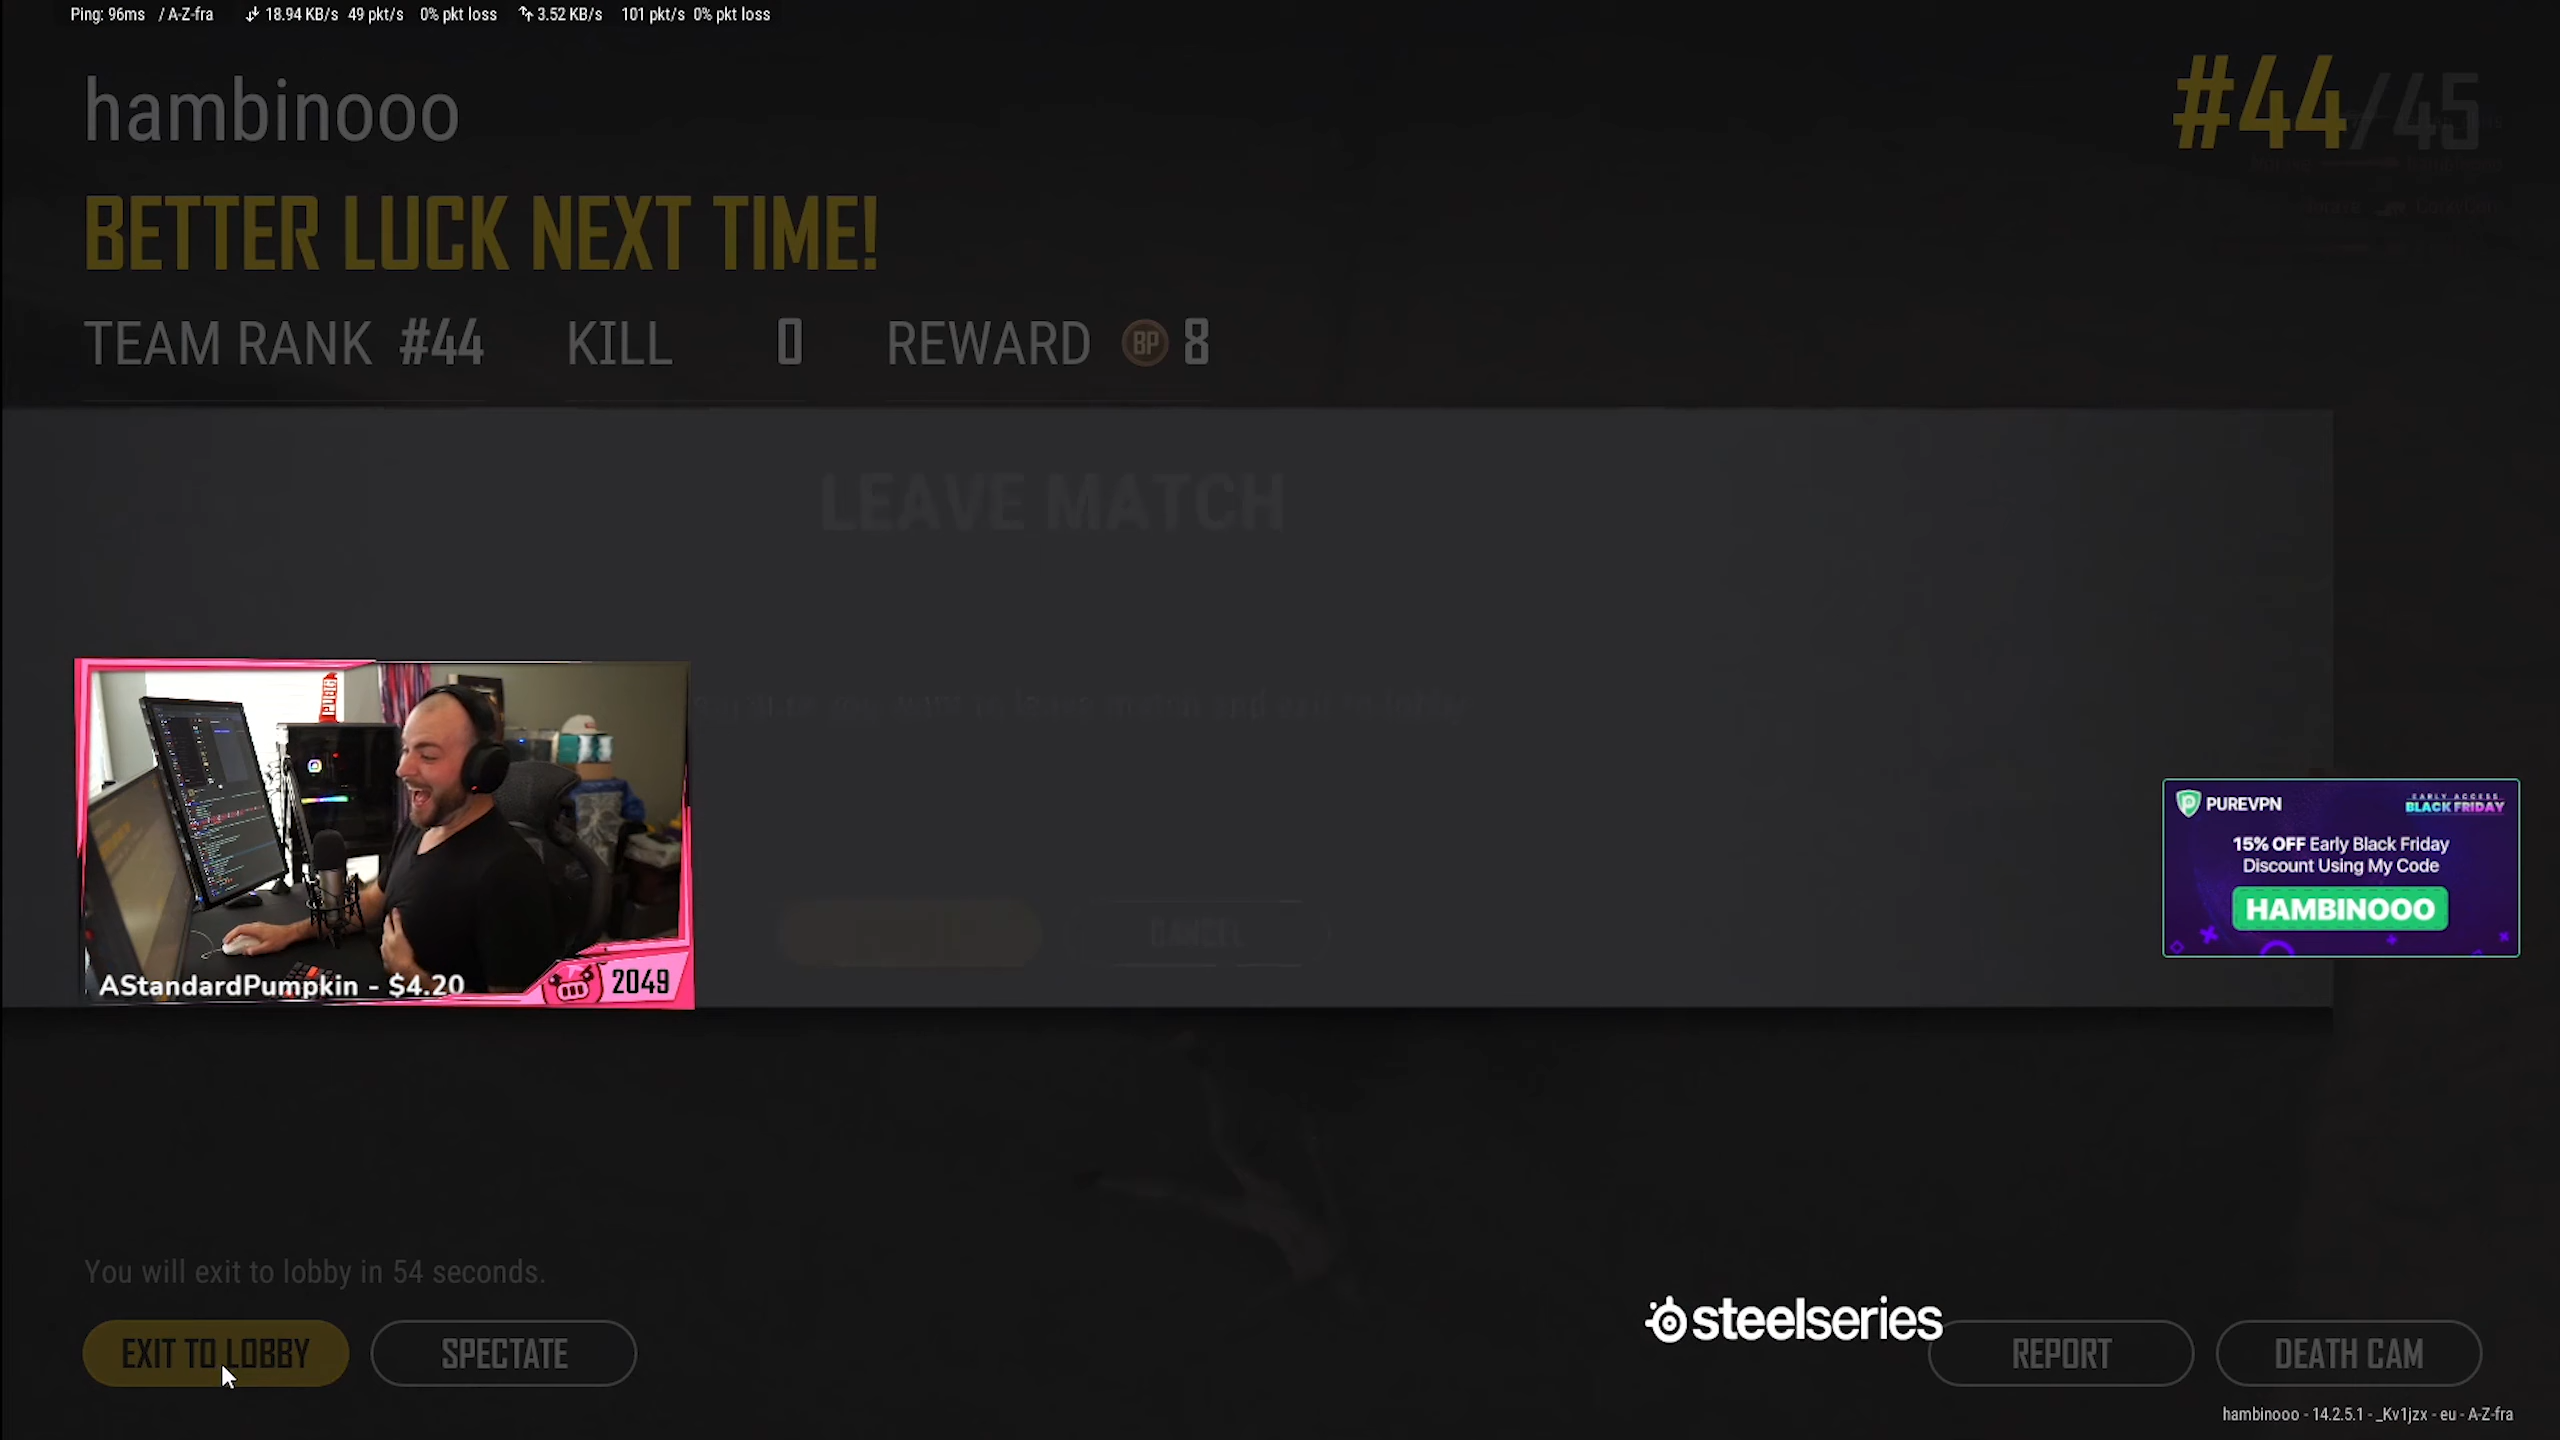 Ping: 96ms / A-Z-fra 18.94 KB/s 49 pkt/s 0% pkt loss 3.52 KB/s 101 pkt/s 0% pkt loss
hambinooo
#44/45
BETTER LUCK NEXT TIME!
TEAM RANK #44 KILL 0 REWARD BP 8
LEAVE MATCH
CANCEL
AStandardPumpkin - $4.20
2049
PUREVPN
EARLY ACCESS
BLACK FRIDAY
15% OFF Early Black Friday
Discount Using My Code
HAMBINOOO
You will exit to lobby in 54 seconds.
EXIT TO LOBBY
SPECTATE
steelseries
REPORT
DEATH CAM
hambinooo - 14.2.5.1 - _Kv1jzx - eu - A-Z-fra